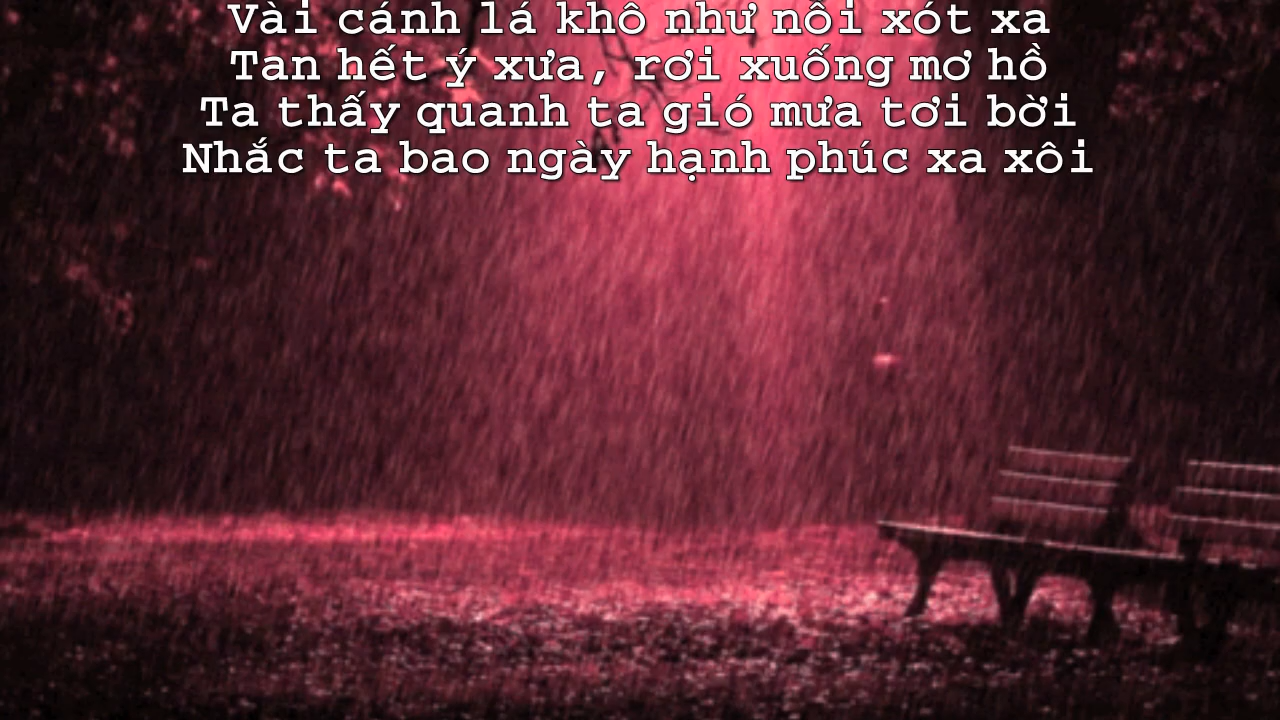 Vài cánh lá khô như nỗi xót xa
Tan hết ý xưa, rơi xuống mơ hồ
Ta thấy quanh ta gió mưa tơi bời
Nhắc ta bao ngày hạnh phúc xa xôi